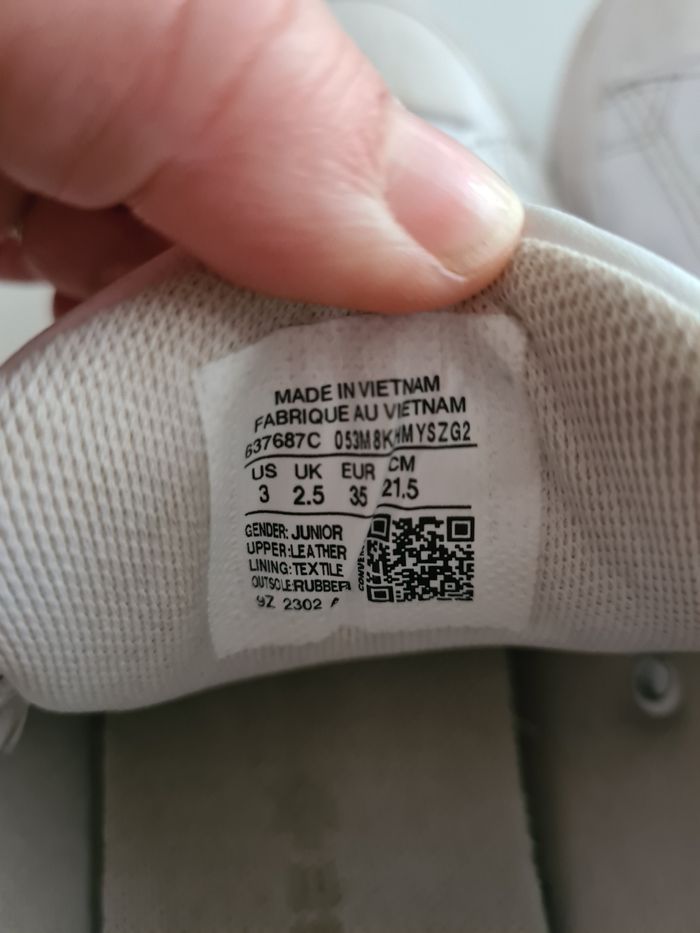 MADE IN VIETNAM
FABRIQUE AU VIETNAM
637687C 053M8KHMYSZG2
US UK EUR CM
3 2.5 35 21.5
GENDER: JUNIOR
UPPER:LEATHER
LINING:TEXTILE
OUTSOLE:RUBBER
9Z 2302